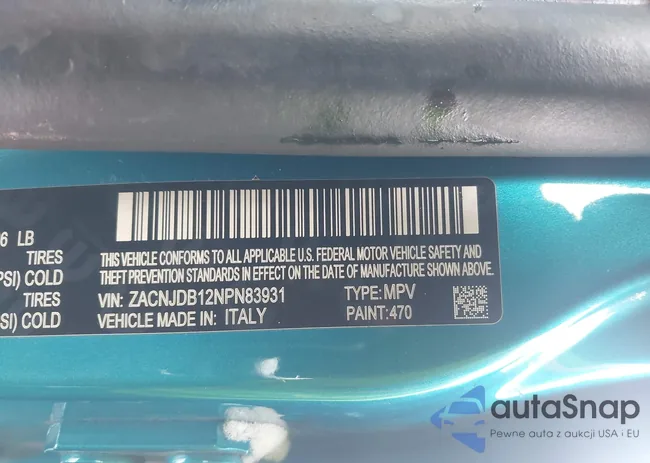 6 LB
TIRES
PSI) COLD
TIRES
SI) COLD
THIS VEHICLE CONFORMS TO ALL APPLICABLE U.S. FEDERAL MOTOR VEHICLE SAFETY AND
THEFT PREVENTION STANDARDS IN EFFECT ON THE DATE OF MANUFACTURE SHOWN ABOVE.
VIN: ZACNJDB12NPN83931 TYPE: MPV
VEHICLE MADE IN: ITALY PAINT: 470
autaSnap
Pewne auta z aukcji USA i EU